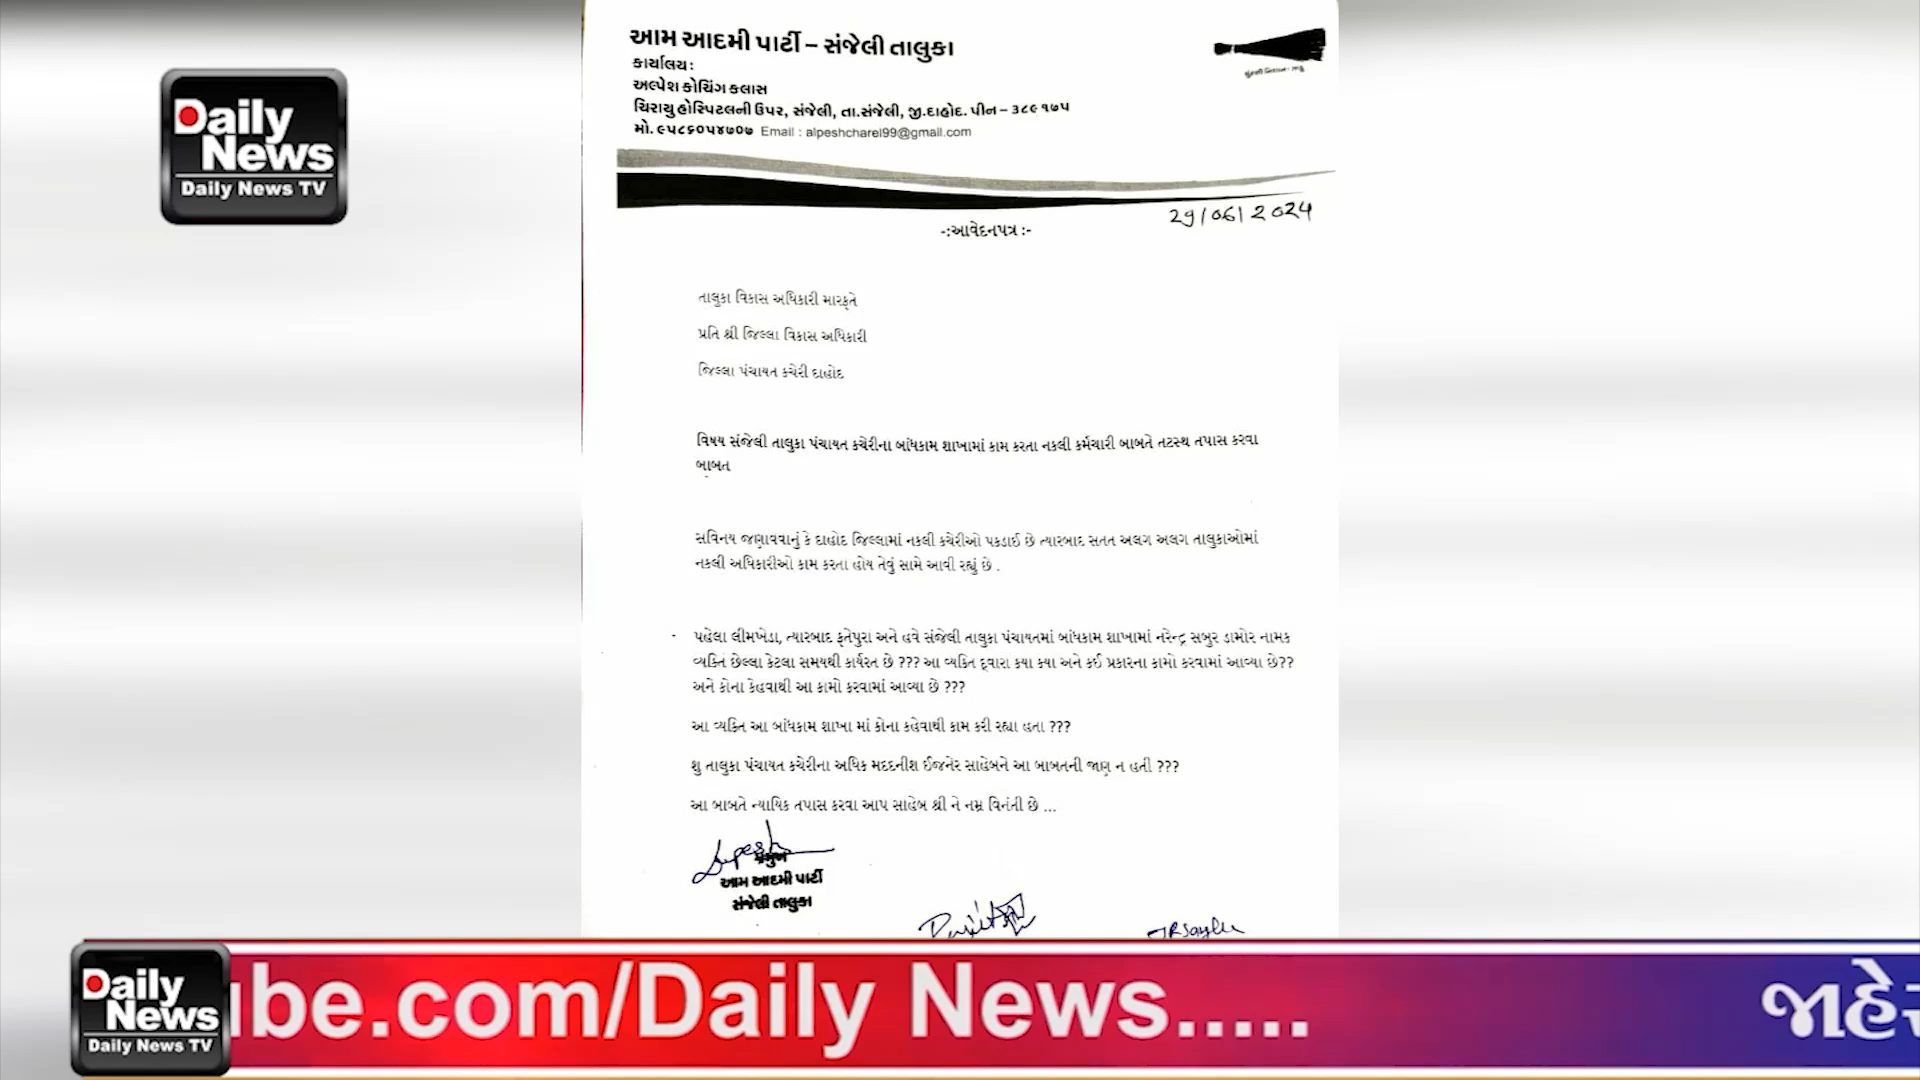 આમ આદમી પાર્ટી – સંજેલી તાલુકા
કાર્યાલય:
અલ્પેશ કોચિંગ ક્લાસ
ચિરાયુ હોસ્પિટલની ઉપર, સંજેલી, તા.સંજેલી, જી.દાહોદ. પીન – ૩૮૯ ૧૭૫
મો. ૯૫૮૬૦૫૪૭૦૭ Email : alpeshcharel99@gmail.com
29/06/2024
-:આવેદનપત્ર :-
તાલુકા વિકાસ અધિકારી મારફતે
પ્રતિ શ્રી જિલ્લા વિકાસ અધિકારી
જિલ્લા પંચાયત કચેરી દાહોદ
વિષય સંજેલી તાલુકા પંચાયત કચેરીના બાંધકામ શાખામાં કામ કરતા નકલી કર્મચારી બાબતે તટસ્થ તપાસ કરવા
બાબત
સવિનય જણાવવાનું કે દાહોદ જિલ્લામાં નકલી કચેરીઓ પકડાઈ છે ત્યારબાદ સતત અલગ અલગ તાલુકાઓમાં
નકલી અધિકારીઓ કામ કરતા હોય તેવું સામે આવી રહ્યું છે .
- પહેલા લીમખેડા, ત્યારબાદ ફતેપુરા અને હવે સંજેલી તાલુકા પંચાયતમાં બાંધકામ શાખામાં નરેન્દ્ર સબુર ડામોર નામક
વ્યક્તિ છેલ્લા કેટલા સમયથી કાર્યરત છે ??? આ વ્યક્તિ દ્વારા કયા કયા અને કઈ પ્રકારના કામો કરવામાં આવ્યા છે??
અને કોના કેહવાથી આ કામો કરવામાં આવ્યા છે ???
આ વ્યક્તિ આ બાંધકામ શાખા માં કોના કહેવાથી કામ કરી રહ્યા હતા ???
શુ તાલુકા પંચાયત કચેરીના અધિક મદદનીશ ઈજનેર સાહેબને આ બાબતની જાણ ન હતી ???
આ બાબતે ન્યાયિક તપાસ કરવા આપ સાહેબ શ્રી ને નમ્ર વિનંતી છે ...
પ્રમુખ
આમ આદમી પાર્ટી
સંજેલી તાલુકા
Daily
News
Daily News TV
Daily
News
Daily News TV
ube.com/Daily News.....